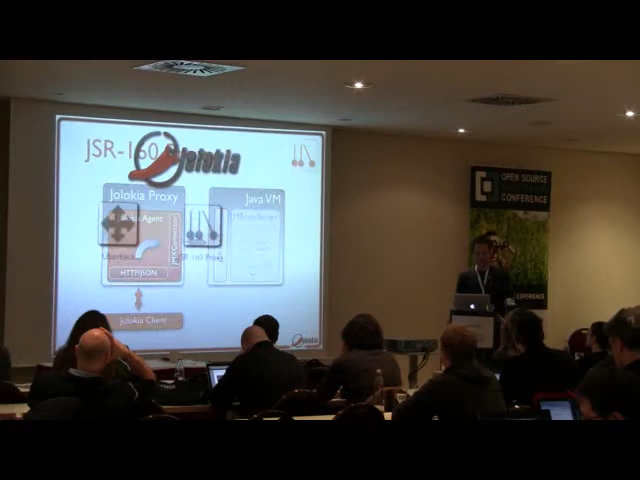 JSR-160
Jolokia
Jolokia Proxy
Java VM
Jolokia Agent
HTTP/JSON
JSR-160 Proxy
Jolokia Client
OPEN SOURCE
CONFERENCE
EXPERIENCE